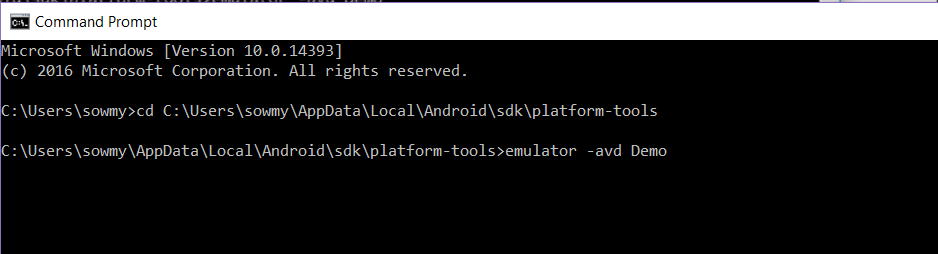 Command Prompt
Microsoft Windows [Version 10.0.14393]
(c) 2016 Microsoft Corporation. All rights reserved.
C:\Users\sowmy>cd C:\Users\sowmy\AppData\Local\Android\sdk\platform-tools
C:\Users\sowmy\AppData\Local\Android\sdk\platform-tools>emulator -avd Demo